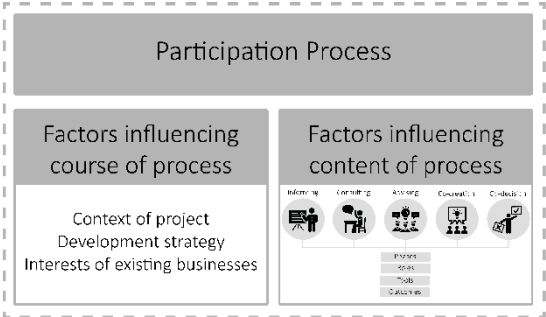 Participation Process
Factors influencing
course of process
Context of project
Development strategy
Interests of existing businesses
Factors influencing
content of process
Informing Consulting Advising Co-creation Co-decision
Roles
Tools
Outcomes